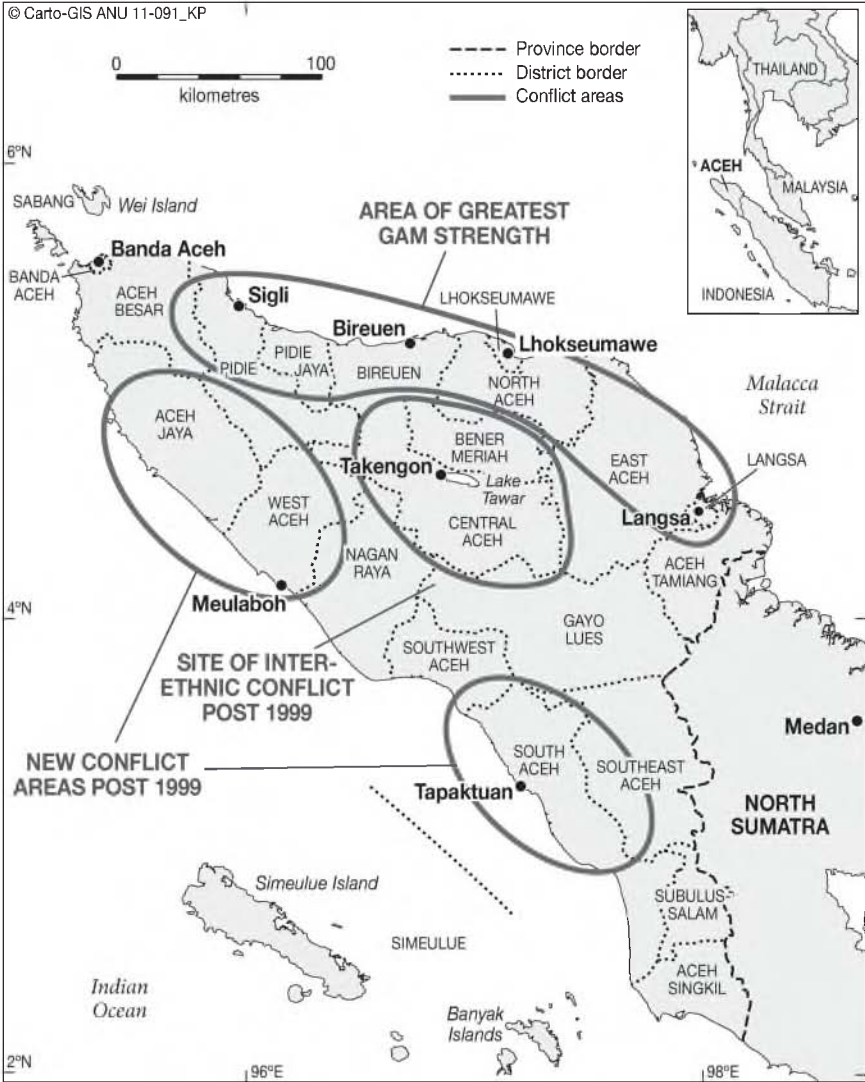 © Carto-GIS ANU 11-091_KP
0 100
kilometres
Province border
District border
Conflict areas
THAILAND
ACEH
MALAYSIA
INDONESIA
6°N
SABANG
Wei Island
AREA OF GREATEST
GAM STRENGTH
Banda Aceh
BANDA
ACEH
ACEH
BESAR
Sigli
LHOKSEUMAWE
Bireuen
Lhokseumawe
PIDIE
PIDIE
JAYA
BIREUEN
NORTH
ACEH
Malacca
Strait
ACEH
JAYA
BENER
MERIAH
Takengon
Lake
Tawar
EAST
ACEH
LANGSA
Langsa
WEST
ACEH
CENTRAL
ACEH
NAGAN
RAYA
ACEH
TAMIANG
Meulaboh
4°N
GAYO
LUES
SOUTHWEST
ACEH
SITE OF INTER-
ETHNIC CONFLICT
POST 1999
NEW CONFLICT
AREAS POST 1999
Medan
SOUTH
ACEH
SOUTHEAST
ACEH
Tapaktuan
NORTH
SUMATRA
Simeulue Island
SIMEULUE
SUBULUS-
SALAM
ACEH
SINGKIL
Indian
Ocean
Banyak
Islands
2°N
96°E
98°E